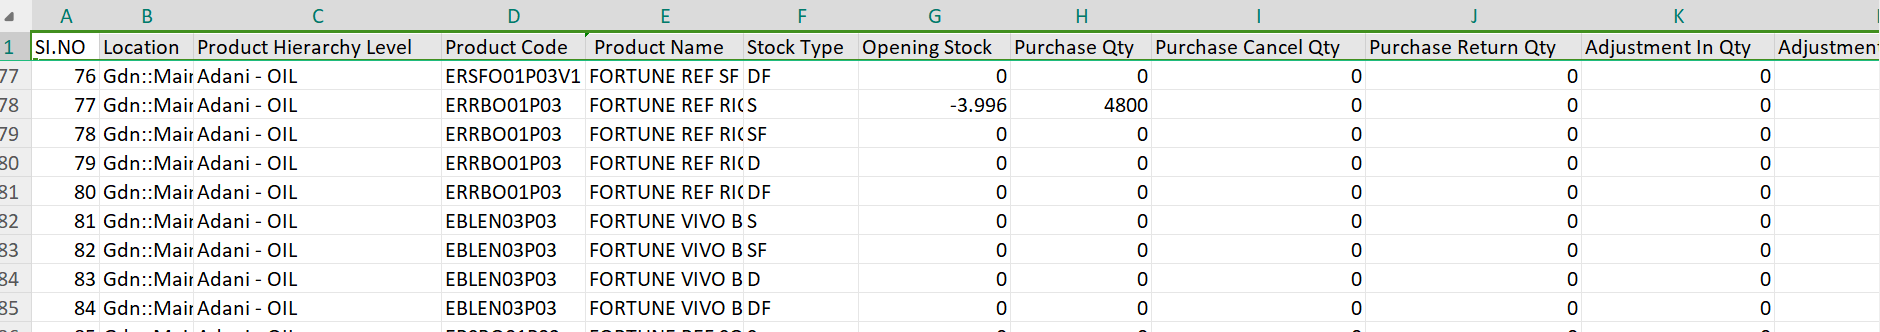 A B C D E F G H I J K
1 SI.NO Location Product Hierarchy Level Product Code Product Name Stock Type Opening Stock Purchase Qty Purchase Cancel Qty Purchase Return Qty Adjustment In Qty Adjustment
77 76 Gdn::Mair Adani - OIL ERSFO01P03V1 FORTUNE REF SF DF 0 0 0 0 0
78 77 Gdn::Mair Adani - OIL ERRBO01P03 FORTUNE REF RIC S -3.996 4800 0 0 0
79 78 Gdn::Mair Adani - OIL ERRBO01P03 FORTUNE REF RIC SF 0 0 0 0 0
80 79 Gdn::Mair Adani - OIL ERRBO01P03 FORTUNE REF RIC D 0 0 0 0 0
81 80 Gdn::Mair Adani - OIL ERRBO01P03 FORTUNE REF RIC DF 0 0 0 0 0
82 81 Gdn::Mair Adani - OIL EBLEN03P03 FORTUNE VIVO B S 0 0 0 0 0
83 82 Gdn::Mair Adani - OIL EBLEN03P03 FORTUNE VIVO B SF 0 0 0 0 0
84 83 Gdn::Mair Adani - OIL EBLEN03P03 FORTUNE VIVO B D 0 0 0 0 0
85 84 Gdn::Mair Adani - OIL EBLEN03P03 FORTUNE VIVO B DF 0 0 0 0 0